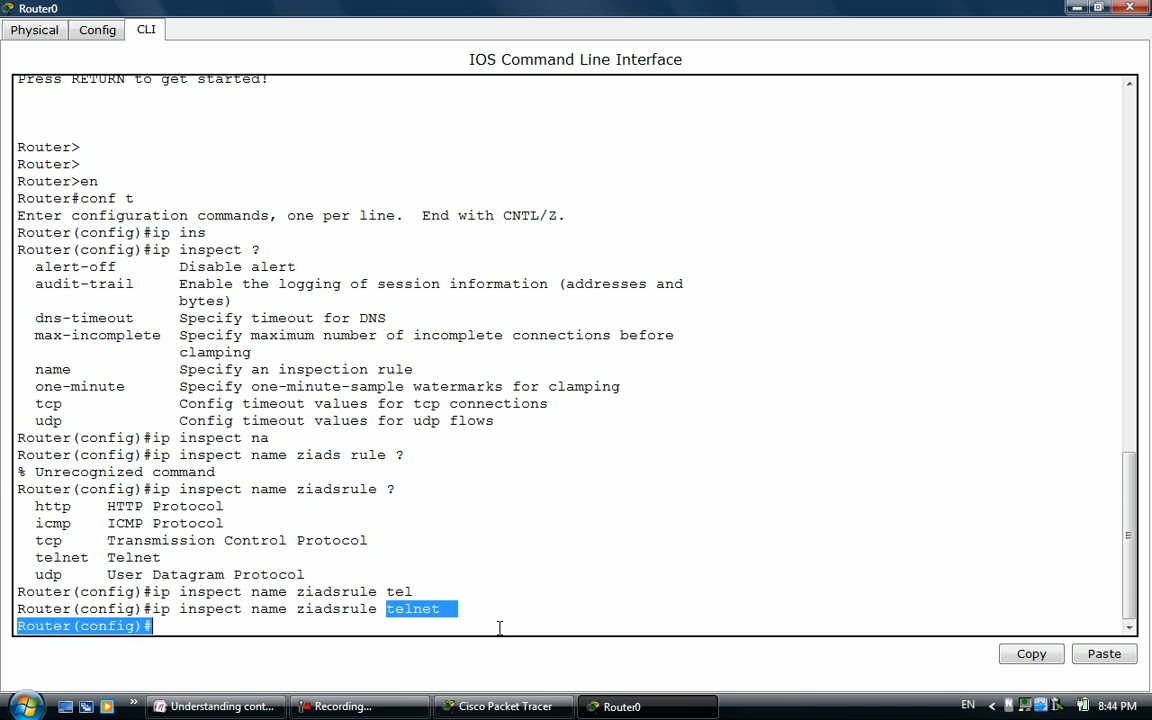 Router0
Physical Config CLI
IOS Command Line Interface
Press RETURN to get started!
Router>
Router>
Router>en
Router#conf t
Enter configuration commands, one per line.  End with CNTL/Z.
Router(config)#ip ins
Router(config)#ip inspect ?
alert-off Disable alert
audit-trail Enable the logging of session information (addresses and
bytes)
dns-timeout Specify timeout for DNS
max-incomplete Specify maximum number of incomplete connections before
clamping
name Specify an inspection rule
one-minute Specify one-minute-sample watermarks for clamping
tcp Config timeout values for tcp connections
udp Config timeout values for udp flows
Router(config)#ip inspect na
Router(config)#ip inspect name ziads rule ?
% Unrecognized command
Router(config)#ip inspect name ziadsrule ?
http HTTP Protocol
icmp ICMP Protocol
tcp Transmission Control Protocol
telnet Telnet
udp User Datagram Protocol
Router(config)#ip inspect name ziadsrule tel
Router(config)#ip inspect name ziadsrule telnet
Router(config)#
Copy Paste
Understanding cont... Recording... Cisco Packet Tracer Router0 EN 8:44 PM